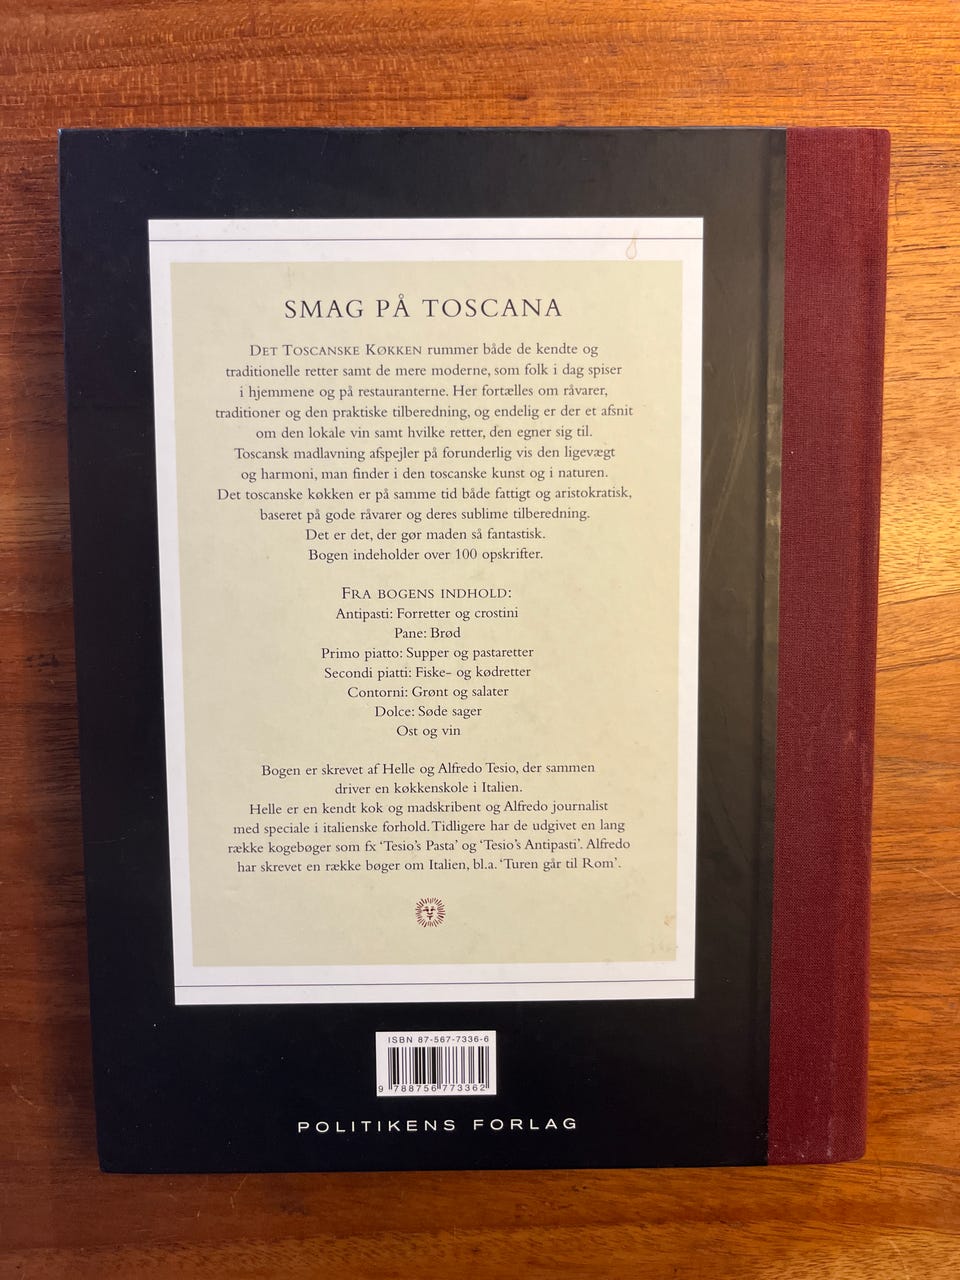 SMAG PÅ TOSCANA
DET TOSCANSKE KØKKEN rummer både de kendte og
traditionelle retter samt de mere moderne, som folk i dag spiser
i hjemmene og på restauranterne. Her fortælles om råvarer,
traditioner og den praktiske tilberedning, og endelig er der et afsnit
om den lokale vin samt hvilke retter, den egner sig til.
Toscansk madlavning afspejler på forunderlig vis den ligevægt
og harmoni, man finder i den toscanske kunst og i naturen.
Det toscanske køkken er på samme tid både fattigt og aristokratisk,
baseret på gode råvarer og deres sublime tilberedning.
Det er det, der gør maden så fantastisk.
Bogen indeholder over 100 opskrifter.
FRA BOGENS INDHOLD:
Antipasti: Forretter og crostini
Pane: Brød
Primo piatto: Supper og pastaretter
Secondi piatti: Fiske- og kødretter
Contorni: Grønt og salater
Dolce: Søde sager
Ost og vin
Bogen er skrevet af Helle og Alfredo Tesio, der sammen
driver en køkkenskole i Italien.
Helle er en kendt kok og madskribent og Alfredo journalist
med speciale i italienske forhold. Tidligere har de udgivet en lang
række kogebøger som fx ‘Tesio’s Pasta’ og ‘Tesio’s Antipasti’. Alfredo
har skrevet en række bøger om Italien, bl.a. ‘Turen går til Rom’.
ISBN 87-567-7336-6
9 788756 773362
POLITIKENS FORLAG